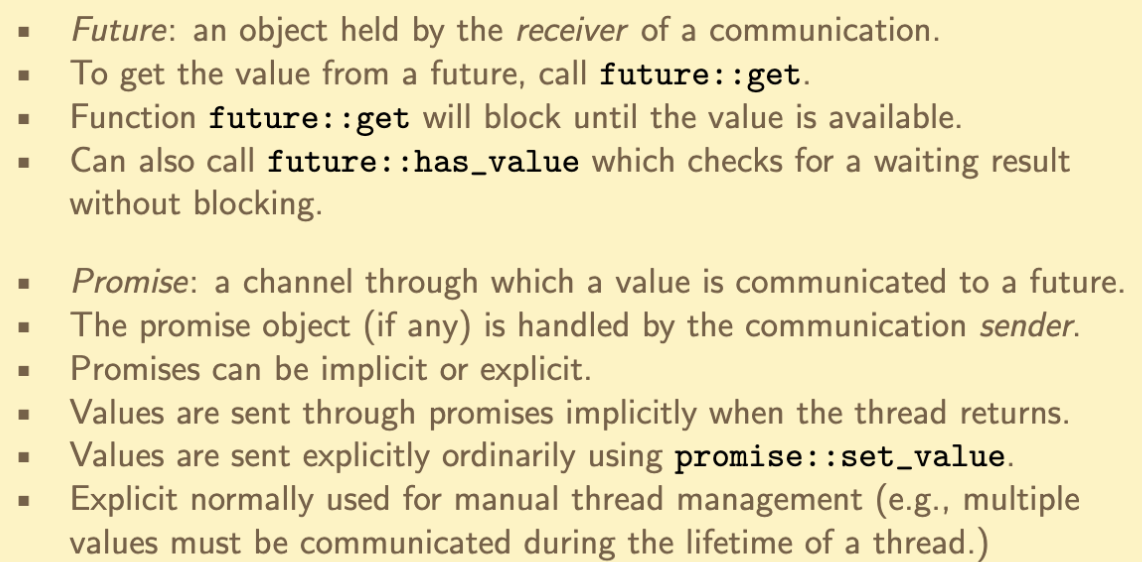 ▪ Future: an object held by the receiver of a communication.
▪ To get the value from a future, call future::get.
▪ Function future::get will block until the value is available.
▪ Can also call future::has_value which checks for a waiting result
without blocking.
▪ Promise: a channel through which a value is communicated to a future.
▪ The promise object (if any) is handled by the communication sender.
▪ Promises can be implicit or explicit.
▪ Values are sent through promises implicitly when the thread returns.
▪ Values are sent explicitly ordinarily using promise::set_value.
▪ Explicit normally used for manual thread management (e.g., multiple
values must be communicated during the lifetime of a thread.)